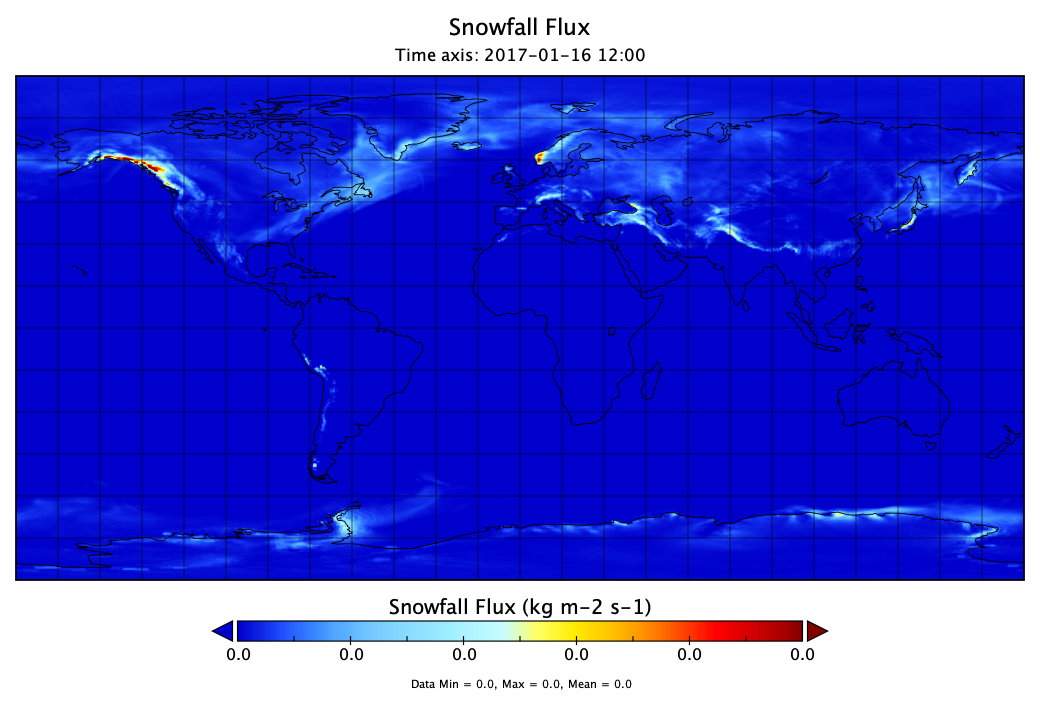 Snowfall Flux
Time axis: 2017-01-16 12:00
Snowfall Flux (kg m-2 s-1)
0.0 0.0 0.0 0.0 0.0 0.0
Data Min = 0.0, Max = 0.0, Mean = 0.0